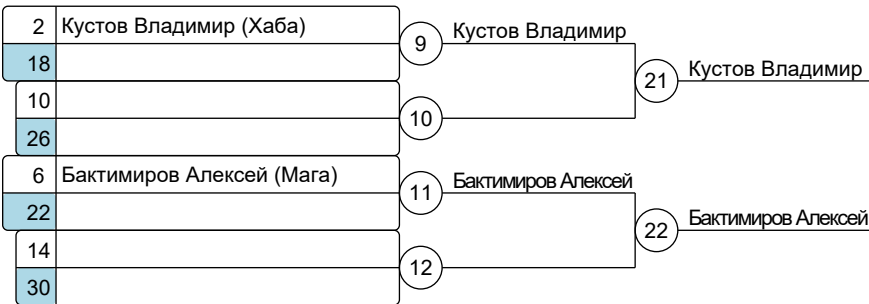 2 Кустов Владимир (Хаба)
9 Кустов Владимир
18
21 Кустов Владимир
10
10
26
6 Бактимиров Алексей (Мага)
11 Бактимиров Алексей
22
22 Бактимиров Алексей
14
12
30